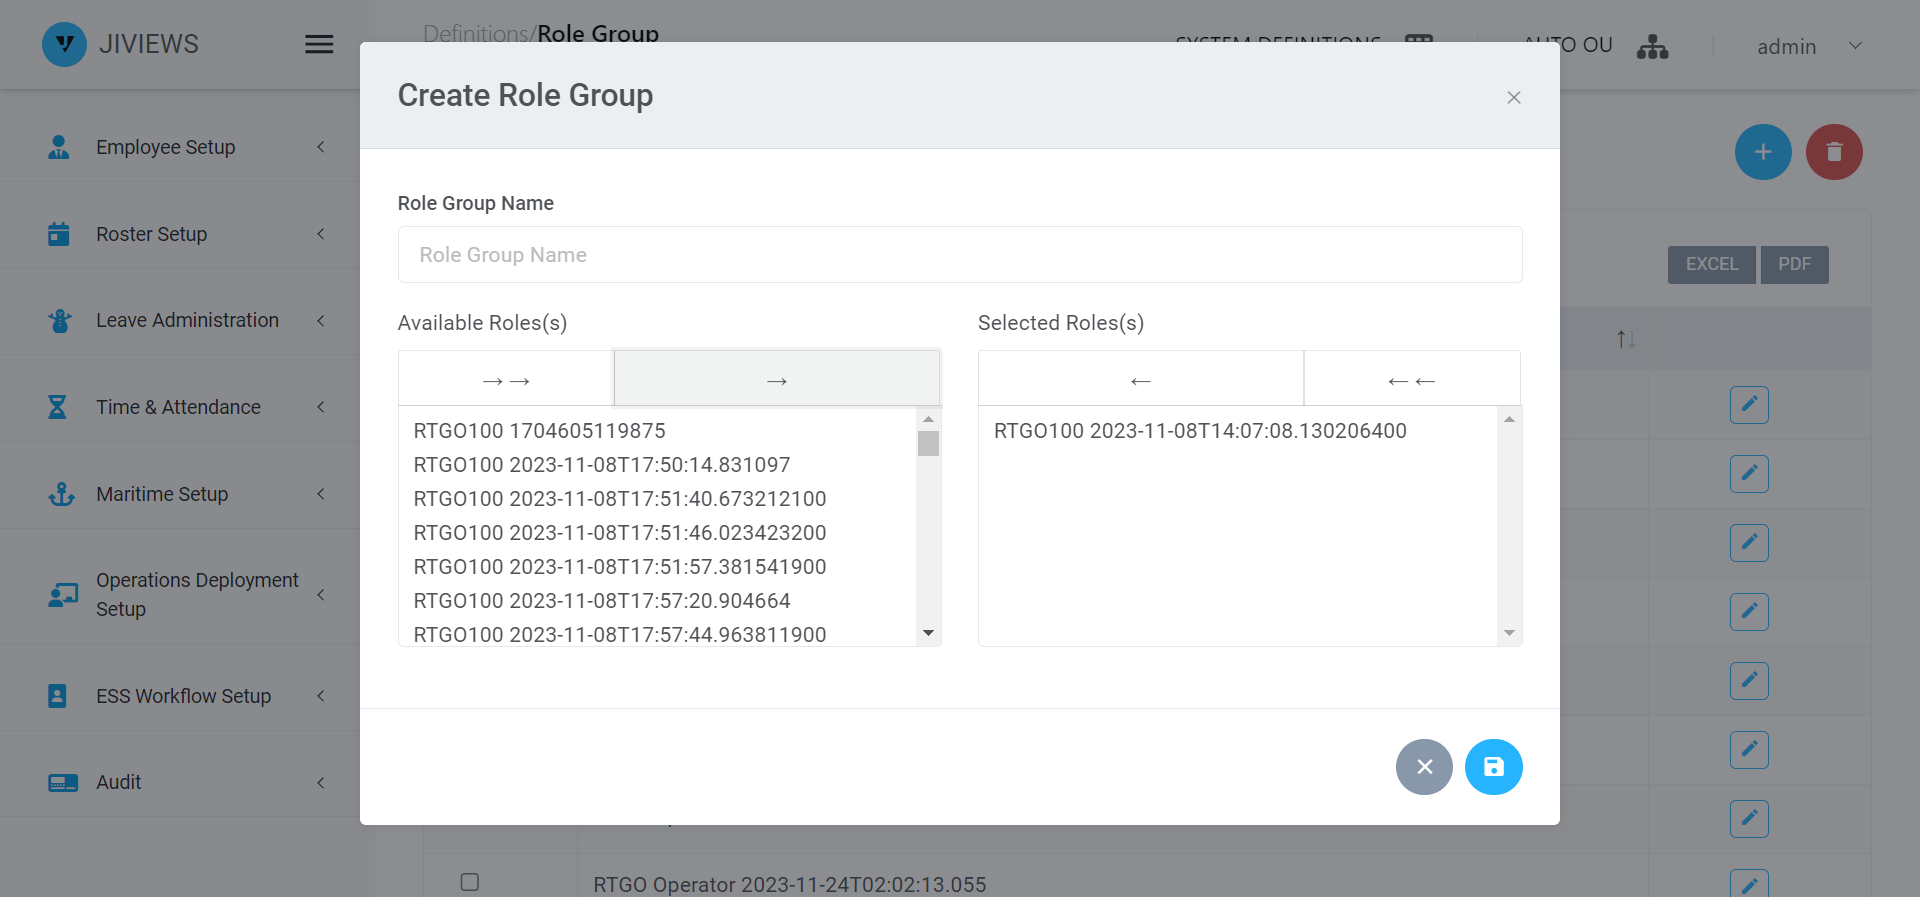 JIVIEWS
Definitions/Role Group
SYSTEM DEFINITIONS
AUTO OU
admin
Create Role Group
Employee Setup
Roster Setup
Leave Administration
Time & Attendance
Maritime Setup
Operations Deployment
Setup
ESS Workflow Setup
Audit
Role Group Name
Role Group Name
Available Roles(s)
Selected Roles(s)
RTGO100 1704605119875
RTGO100 2023-11-08T17:50:14.831097
RTGO100 2023-11-08T17:51:40.673212100
RTGO100 2023-11-08T17:51:46.023423200
RTGO100 2023-11-08T17:51:57.381541900
RTGO100 2023-11-08T17:57:20.904664
RTGO100 2023-11-08T17:57:44.963811900
RTGO100 2023-11-08T14:07:08.130206400
EXCEL
PDF
RTGO Operator 2023-11-24T02:02:13.055